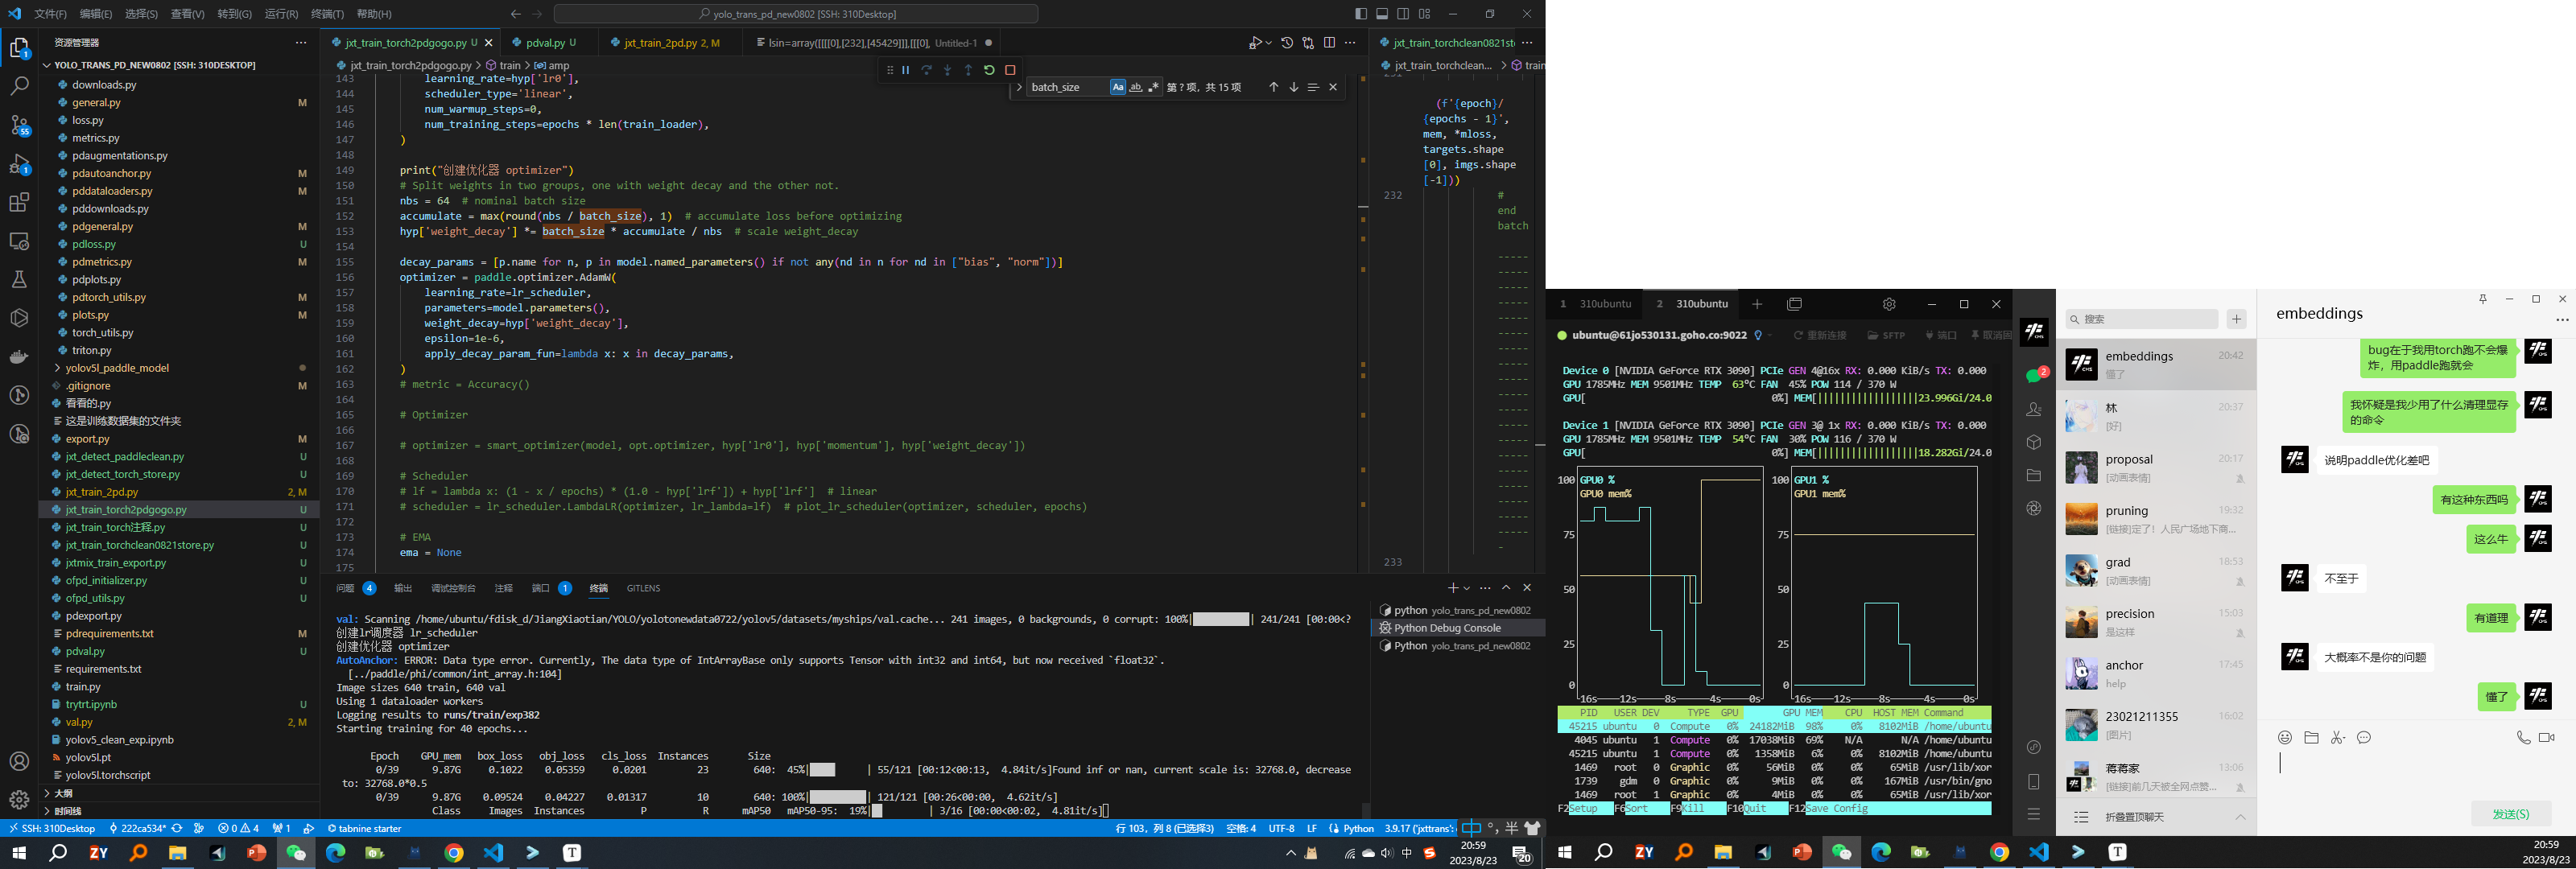 文件(F) 编辑(E) 选择(S) 查看(V) 转到(G) 运行(R) 终端(T) 帮助(H)
yolo_trans_pd_new0802 [SSH: 310Desktop]
资源管理器
YOLO_TRANS_PD_NEW0802 [SSH: 310DESKTOP]
downloads.py
general.py M
loss.py
metrics.py
pdaugmentations.py
pdautoanchor.py M
pddataloaders.py M
pddownloads.py
pdgeneral.py M
pdloss.py U
pdmetrics.py M
pdplots.py
pdtorch_utils.py M
plots.py M
torch_utils.py
triton.py
yolov5l_paddle_model
.gitignore M
看看的.py
这是训练数据集的文件夹
export.py M
jxt_detect_paddleclean.py U
jxt_detect_torch_store.py U
jxt_train_2pd.py 2, M
jxt_train_torch2pdgogo.py U
jxt_train_torch注释.py U
jxt_train_torchclean0821store.py U
jxtmix_train_export.py U
ofpd_initializer.py U
ofpd_utils.py U
pdexport.py
pdrequirements.txt M
pdval.py U
requirements.txt
train.py
trytrt.ipynb U
val.py 2, M
yolov5_clean_exp.ipynb
yolov5l.pt
yolov5l.torchscript
大纲
时间线
jxt_train_torch2pdgogo.py U
pdval.py U
jxt_train_2pd.py 2, M
lsin=array([[[[0],[232],[45429]]],[[[0], Untitled-1
jxt_train_torch2pdgogo.py > train > amp
batch_size
Aa ab
第 ? 项, 共 15 项
143 learning_rate=hyp['lr0'],
144 scheduler_type='linear',
145 num_warmup_steps=0,
146 num_training_steps=epochs * len(train_loader),
147 )
148
149 print("创建优化器 optimizer")
150 # Split weights in two groups, one with weight decay and the other not.
151 nbs = 64 # nominal batch size
152 accumulate = max(round(nbs / batch_size), 1) # accumulate loss before optimizing
153 hyp['weight_decay'] *= batch_size * accumulate / nbs # scale weight_decay
154
155 decay_params = [p.name for n, p in model.named_parameters() if not any(nd in n for nd in ["bias", "norm"])]
156 optimizer = paddle.optimizer.AdamW(
157 learning_rate=lr_scheduler,
158 parameters=model.parameters(),
159 weight_decay=hyp['weight_decay'],
160 epsilon=1e-6,
161 apply_decay_param_fun=lambda x: x in decay_params,
162 )
163 # metric = Accuracy()
164
165 # Optimizer
166
167 # optimizer = smart_optimizer(model, opt.optimizer, hyp['lr0'], hyp['momentum'], hyp['weight_decay'])
168
169 # Scheduler
170 # lf = lambda x: (1 - x / epochs) * (1.0 - hyp['lrf']) + hyp['lrf'] # linear
171 # scheduler = lr_scheduler.LambdaLR(optimizer, lr_lambda=lf) # plot_lr_scheduler(optimizer, scheduler, epochs)
172
173 # EMA
174 ema = None
175
jxt_train_torchclean0821sto
jxt_train_torchclean... > train
(f'{epoch}/
{epochs - 1}',
mem, *mloss,
targets.shape
[0], imgs.shape
[-1]))
232 #
end
batch
233
问题 4 输出 调试控制台 注释 端口 1 终端 GITLENS
val: Scanning /home/ubuntu/fdisk_d/JiangXiaotian/YOLO/yolotonewdata0722/yolov5/datasets/myships/val.cache... 241 images, 0 backgrounds, 0 corrupt: 100%| | 241/241 [00:00<?
创建lr调度器 lr_scheduler
创建优化器 optimizer
AutoAnchor: ERROR: Data type error. Currently, The data type of IntArrayBase only supports Tensor with int32 and int64, but now received `float32`.
[../paddle/phi/common/int_array.h:104]
Image sizes 640 train, 640 val
Using 1 dataloader workers
Logging results to runs/train/exp382
Starting training for 40 epochs...
Epoch GPU_mem box_loss obj_loss cls_loss Instances Size
0/39 9.87G 0.1022 0.05359 0.0201 23 640: 45%| | 55/121 [00:12<00:13, 4.84it/s]Found inf or nan, current scale is: 32768.0, decrease
to: 32768.0*0.5
0/39 9.87G 0.09524 0.04227 0.01317 10 640: 100%| | 121/121 [00:26<00:00, 4.62it/s]
Class Images Instances P R mAP50 mAP50-95: 19%| | 3/16 [00:00<00:02, 4.81it/s]
python yolo_trans_pd_new0802
Python Debug Console
Python yolo_trans_pd_new0802
SSH: 310Desktop 222ca534* 0 4 1 tabnine starter
行 103, 列 8 (已选择3) 空格: 4 UTF-8 LF Python 3.9.17 ('jxttrans':
中 °, 半
中
20:59
2023/8/23
20
1 310ubuntu 2 310ubuntu
ubuntu@61jo530131.goho.co:9022 重新连接 SFTP 端口 取消固
Device 0 [NVIDIA GeForce RTX 3090] PCIe GEN 4@16x RX: 0.000 KiB/s TX: 0.000
GPU 1785MHz MEM 9501MHz TEMP 63°C FAN 45% POW 114 / 370 W
GPU[ 0%] MEM[||||||||||||||||||||23.996Gi/24.0
Device 1 [NVIDIA GeForce RTX 3090] PCIe GEN 3@ 1x RX: 0.000 KiB/s TX: 0.000
GPU 1785MHz MEM 9501MHz TEMP 54°C FAN 30% POW 116 / 370 W
GPU[ 0%] MEM[||||||||||||||||||||18.282Gi/24.0
100 GPU0 %
GPU0 mem%
75
50
25
0
16s 12s 8s 4s 0s
100 GPU1 %
GPU1 mem%
75
50
25
0
16s 12s 8s 4s 0s
PID USER DEV TYPE GPU GPU MEM CPU HOST MEM Command
45215 ubuntu 0 Compute 0% 24182MiB 98% 0% 8102MiB /home/ubuntu
4045 ubuntu 1 Compute 0% 17038MiB 69% N/A N/A /home/ubuntu
45215 ubuntu 1 Compute 0% 1358MiB 6% 0% 8102MiB /home/ubuntu
1469 root 0 Graphic 0% 56MiB 0% 0% 65MiB /usr/lib/xor
1739 gdm 0 Graphic 0% 9MiB 0% 0% 167MiB /usr/bin/gno
1469 root 1 Graphic 0% 4MiB 0% 0% 65MiB /usr/lib/xor
F2Setup F6Sort F9Kill F10Quit F12Save Config
2
搜索
embeddings 20:42
懂了
林 20:37
[好]
proposal 20:17
[动画表情]
pruning 19:32
[链接]定了！人民广场地下商...
grad 18:53
[动画表情]
precision 15:03
是这样
anchor 17:45
help
23021211355 16:02
[图片]
蒋蒋家 13:06
[链接]前几天被全网点赞...
折叠置顶聊天
embeddings
bug在于我用torch跑不会爆炸，用paddle跑就会
我怀疑是我少用了什么清理显存的命令
说明paddle优化差吧
有这种东西吗
这么牛
不至于
有道理
大概率不是你的问题
懂了
发送(S)
20:59
2023/8/23